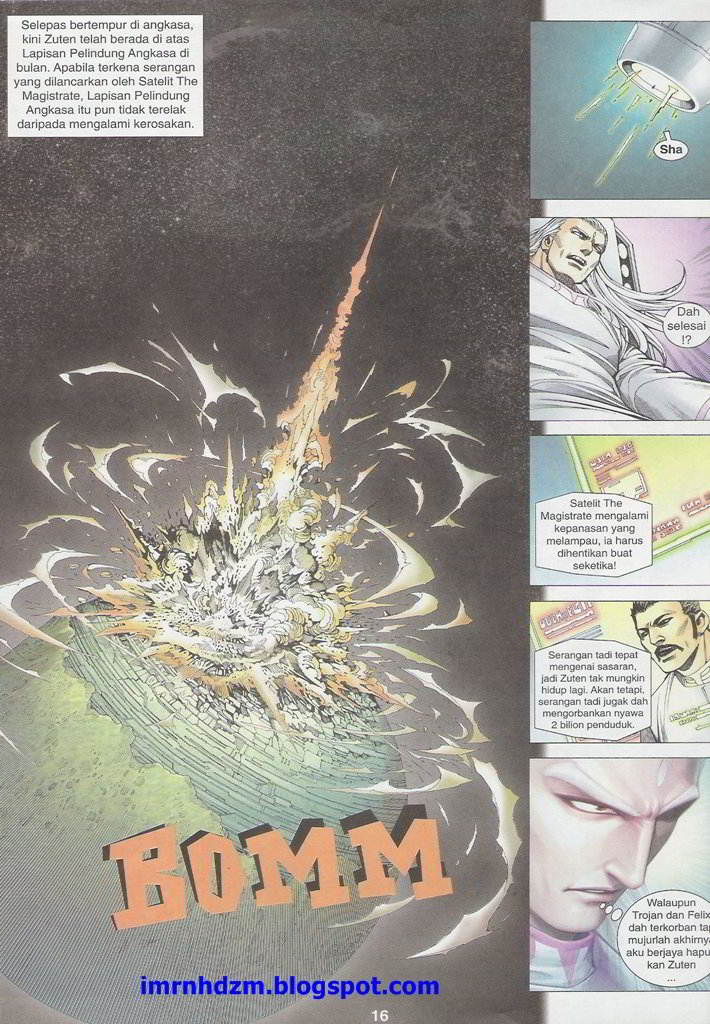 Selepas bertempur di angkasa,
kini Zuten telah berada di atas
Lapisan Pelindung Angkasa di
bulan. Apabila terkena serangan
yang dilancarkan oleh Satelit The
Magistrate, Lapisan Pelindung
Angkasa itu pun tidak terelak
daripada mengalami kerosakan.
Sha
Dah
selesai
!?
Satelit The
Magistrate mengalami
kepanasan yang
melampau, ia harus
dihentikan buat
seketika!
Serangan tadi tepat
mengenai sasaran,
jadi Zuten tak mungkin
hidup lagi. Akan tetapi,
serangan tadi jugak dah
mengorbankan nyawa
2 bilion penduduk.
Walaupun
Trojan dan Felix
dah terkorban tap
mujurlah akhirny
aku berjaya hapu
kan Zuten
...
BOMM
imrnhdzm.blogspot.com
16